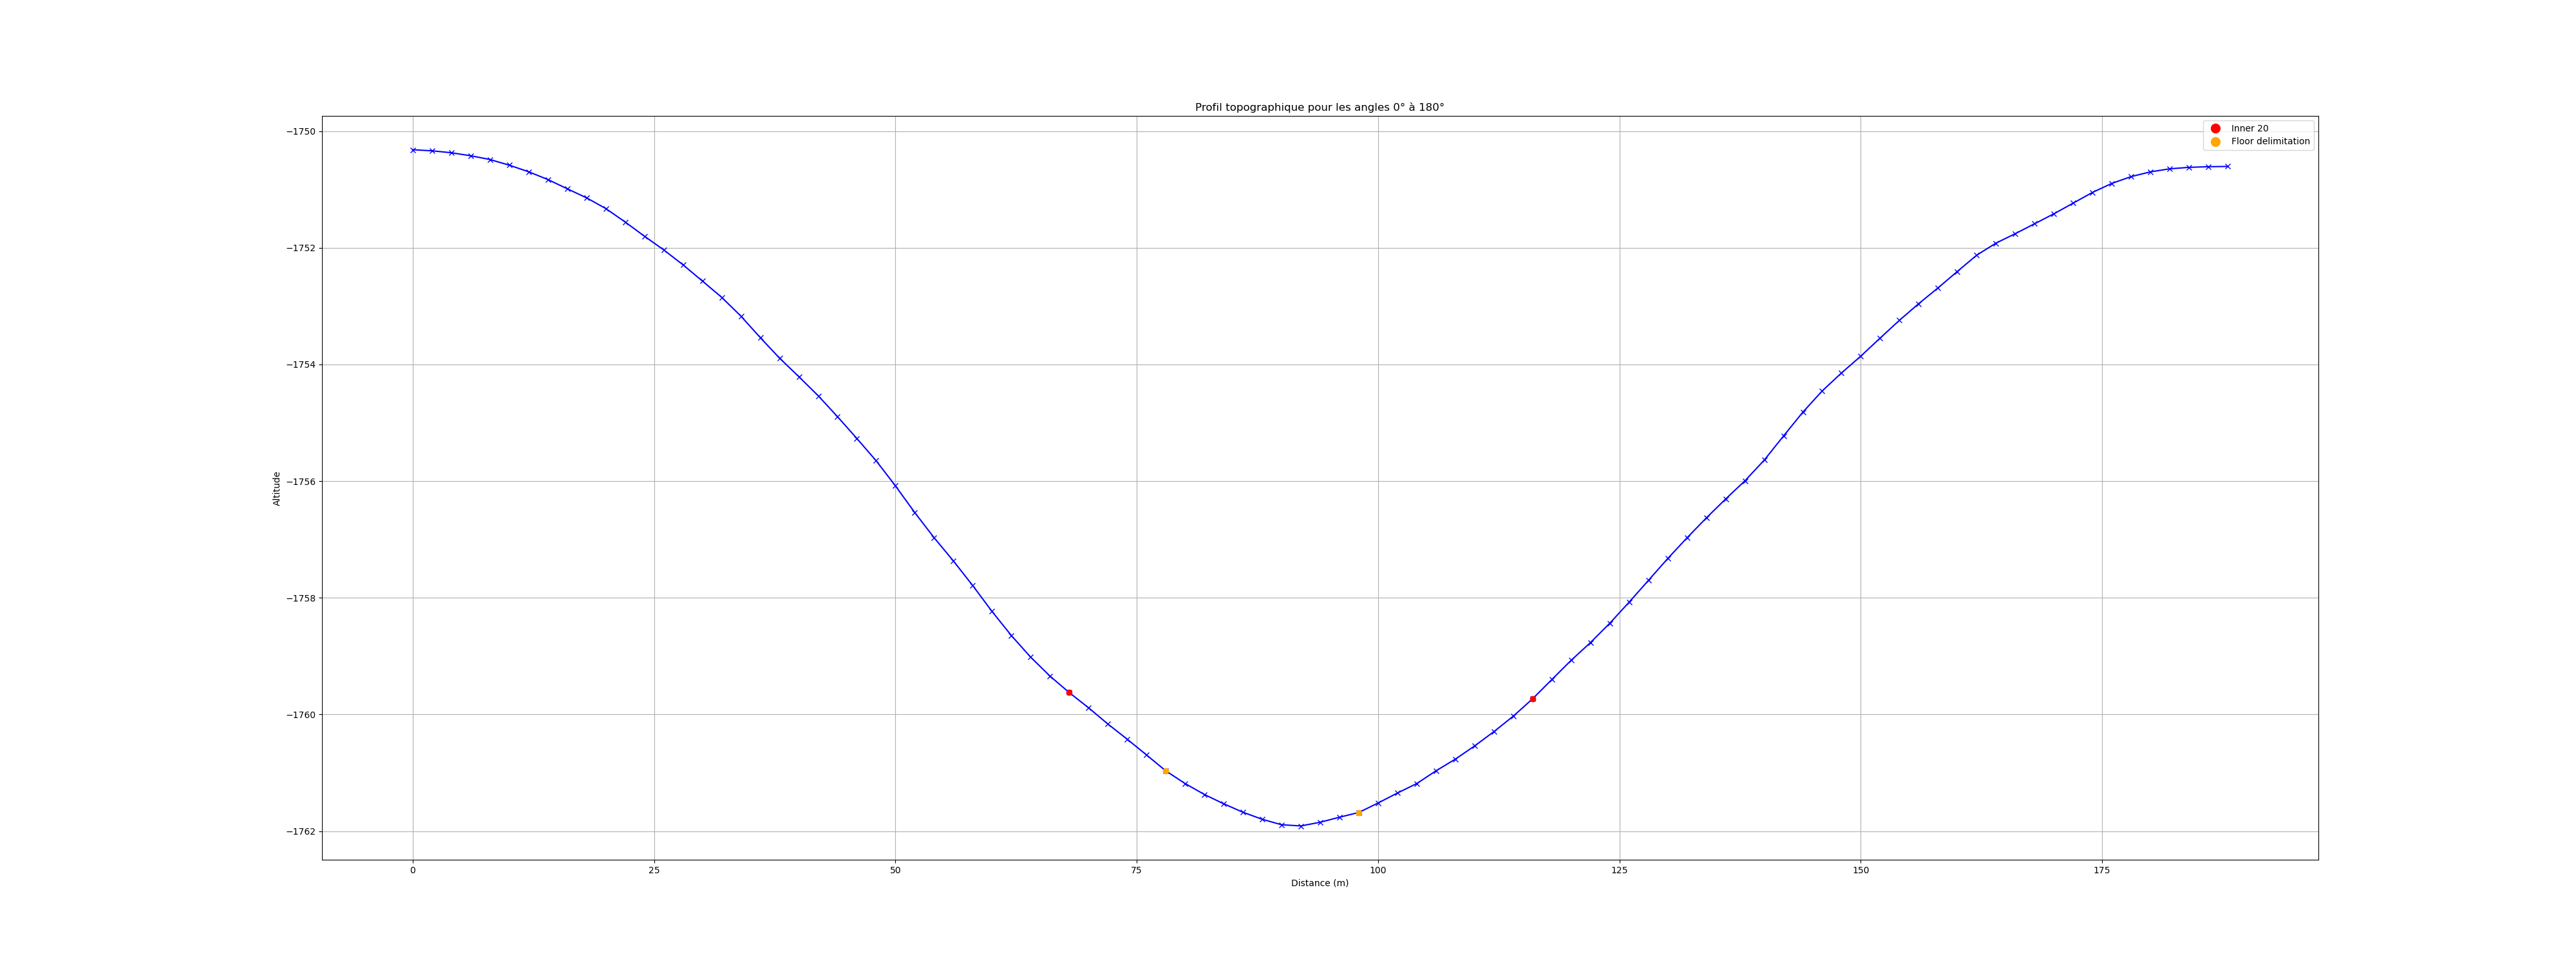 Profil topographique pour les angles 0° à 180°
Inner 20
Floor delimitation
Altitude
−1750
−1752
−1754
−1756
−1758
−1760
−1762
0 25 50 75 100 125 150 175
Distance (m)